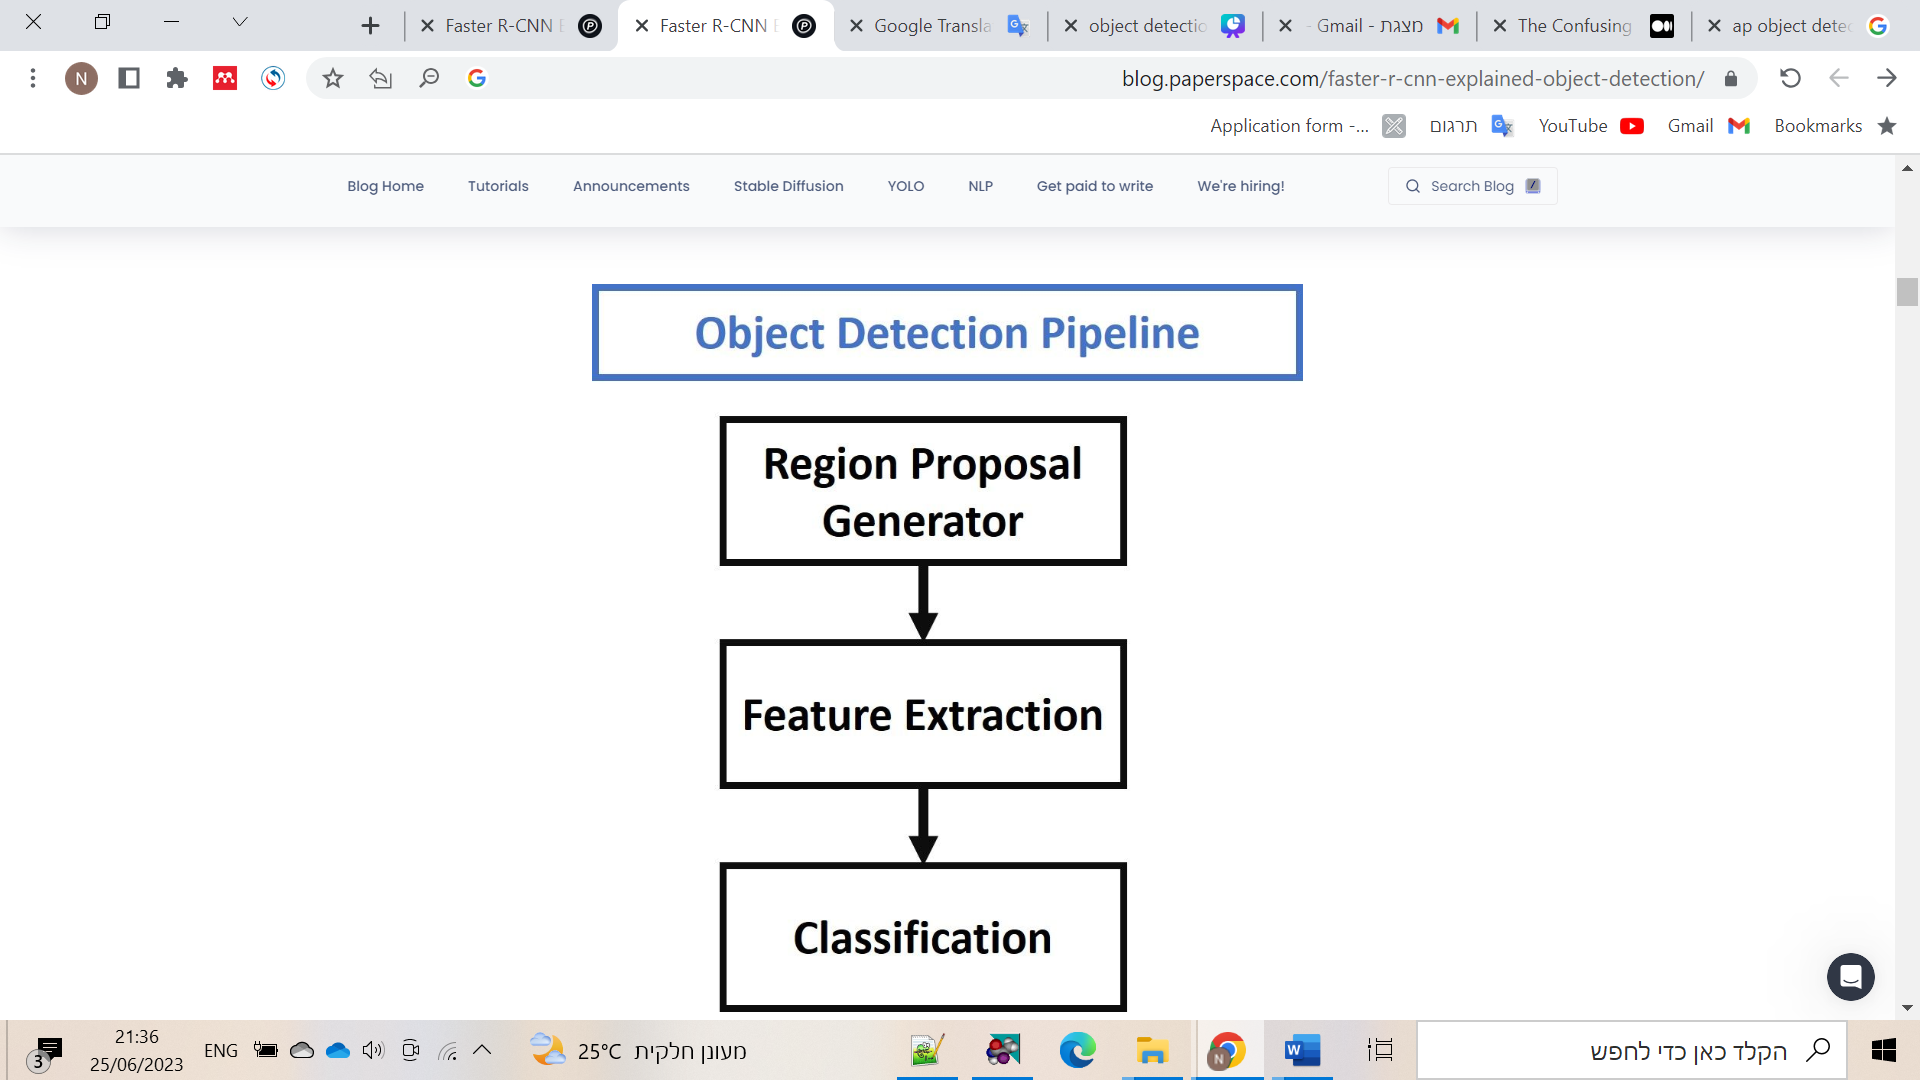 Faster R-CNN E
Faster R-CNN E
Google Transla
object detectio
מצגת - Gmail -
The Confusing
ap object detec
N
blog.paperspace.com/faster-r-cnn-explained-object-detection/
Application form -...
תרגום
YouTube
Gmail
Bookmarks
Blog Home
Tutorials
Announcements
Stable Diffusion
YOLO
NLP
Get paid to write
We're hiring!
Search Blog /
Object Detection Pipeline
Region Proposal
Generator
Feature Extraction
Classification
3
21:36
25/06/2023
ENG
25°C מעונן חלקית
N
W
הקלד כאן כדי לחפש